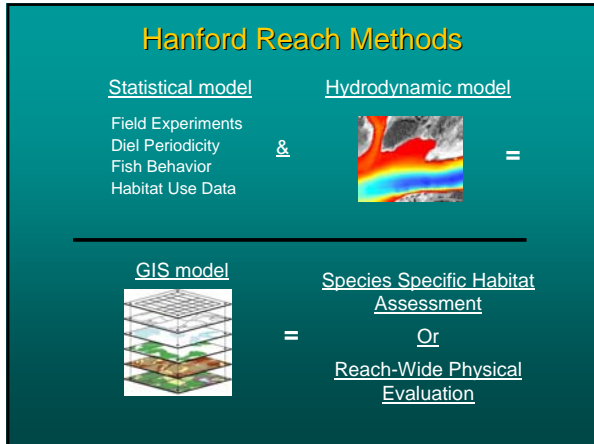 Hanford Reach Methods
Statistical model
Field Experiments
Diel Periodicity
Fish Behavior
Habitat Use Data
&
Hydrodynamic model
=
GIS model
=
Species Specific Habitat
Assessment
Or
Reach-Wide Physical
Evaluation